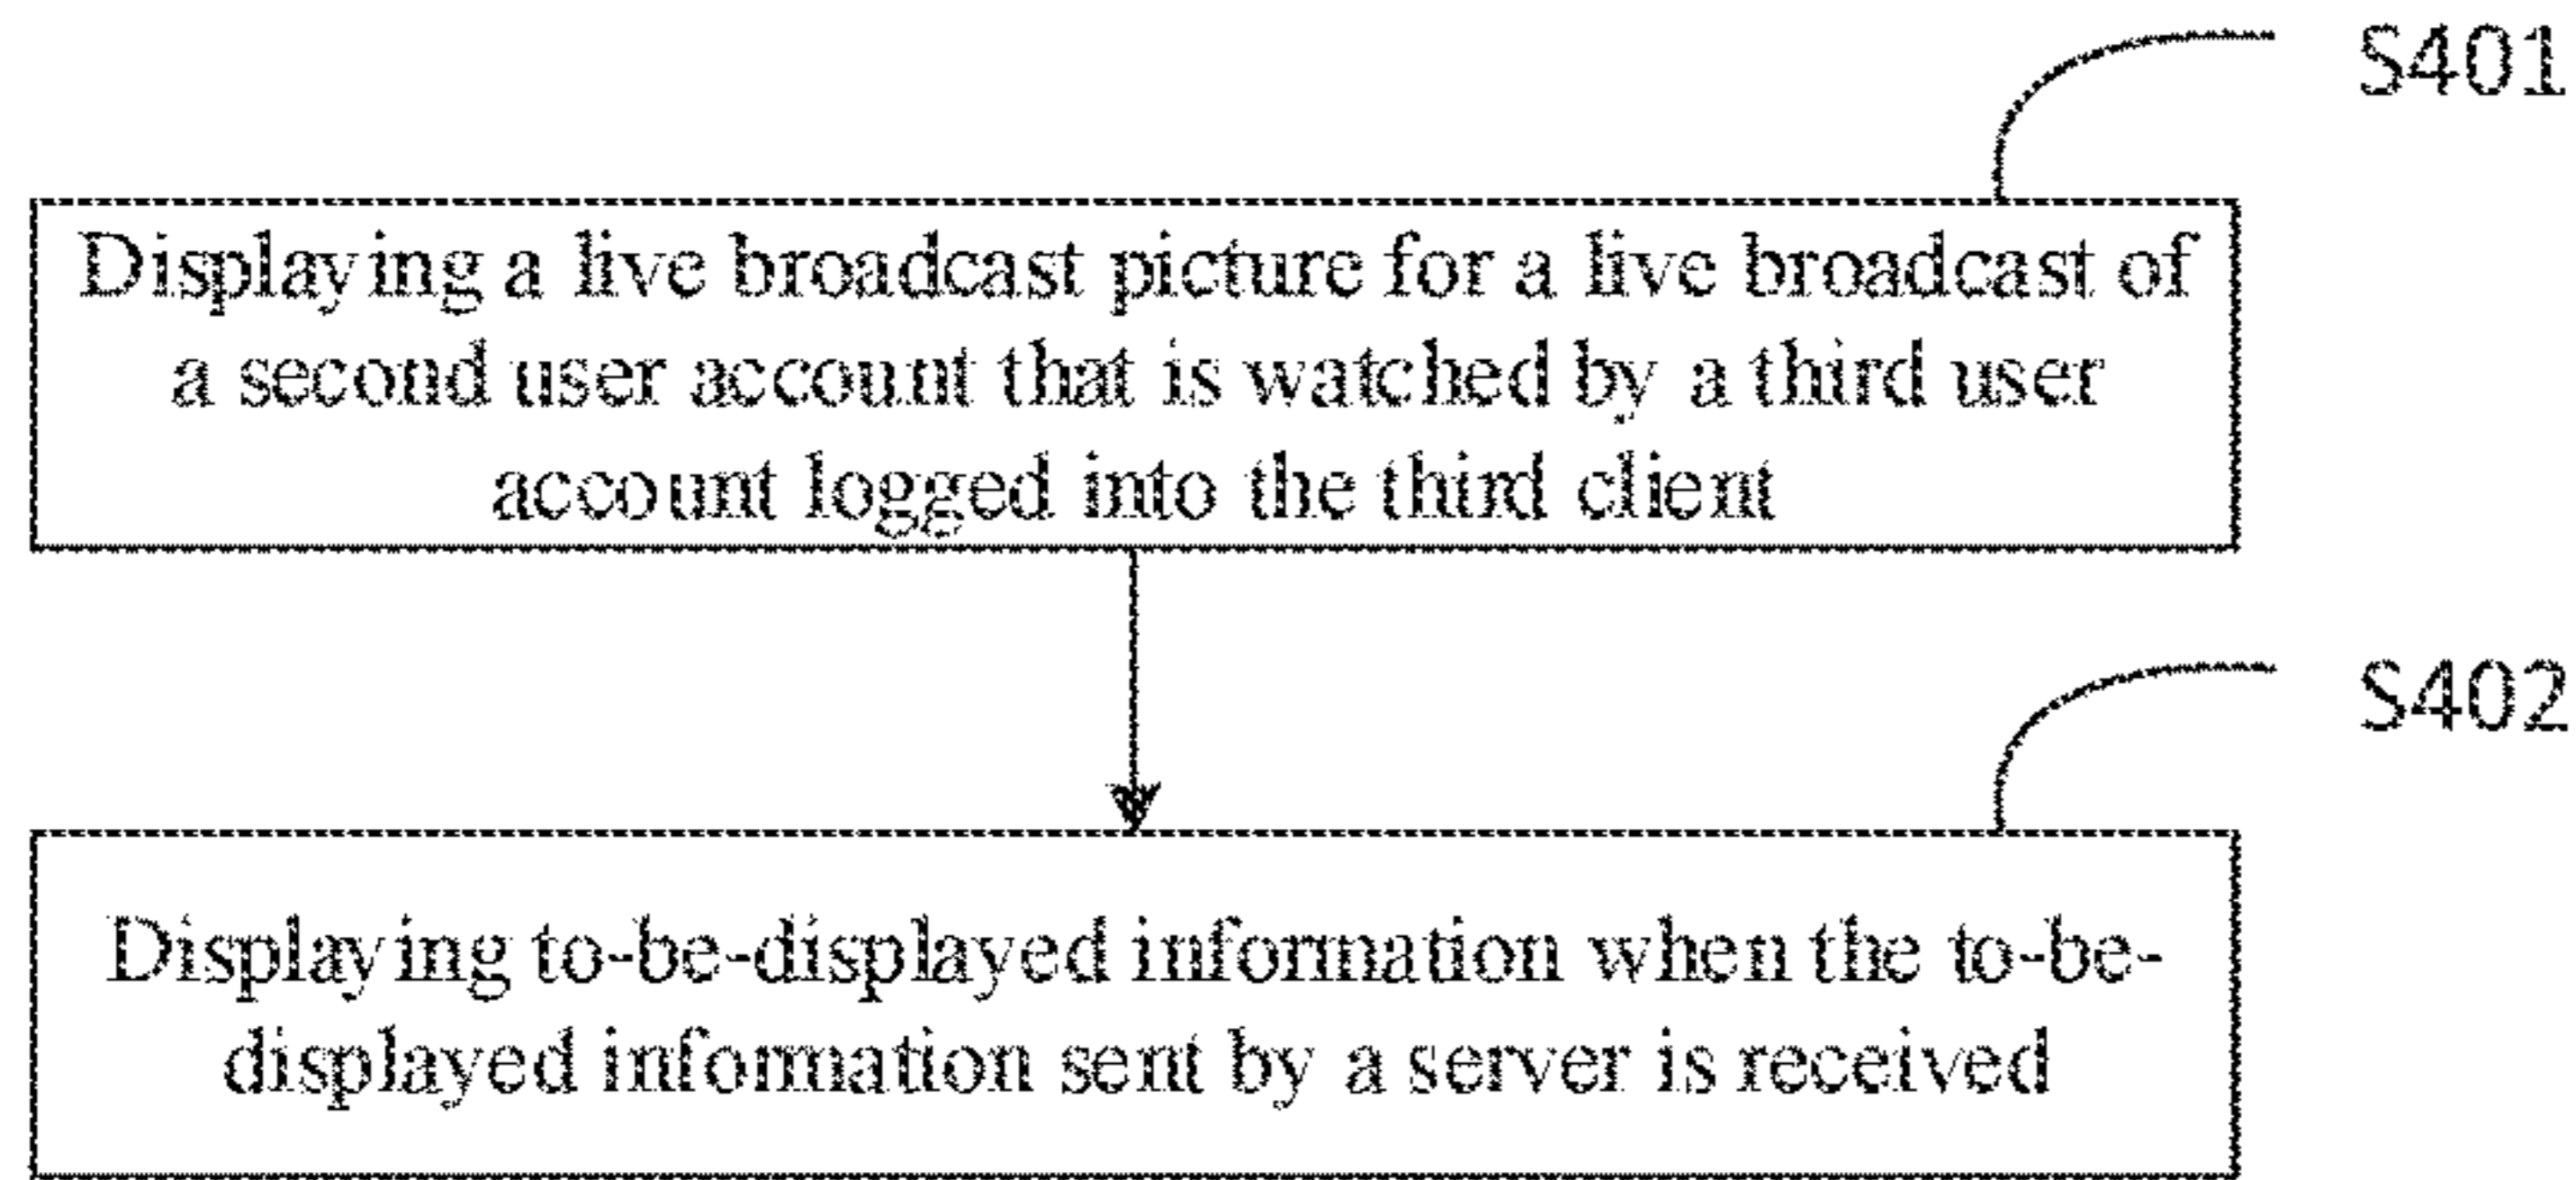 S401
Displaying a live broadcast picture for a live broadcast of
a second user account that is watched by a third user
account logged into the third client
S402
Displaying to-be-displayed information when the to-be-
displayed information sent by a server is received